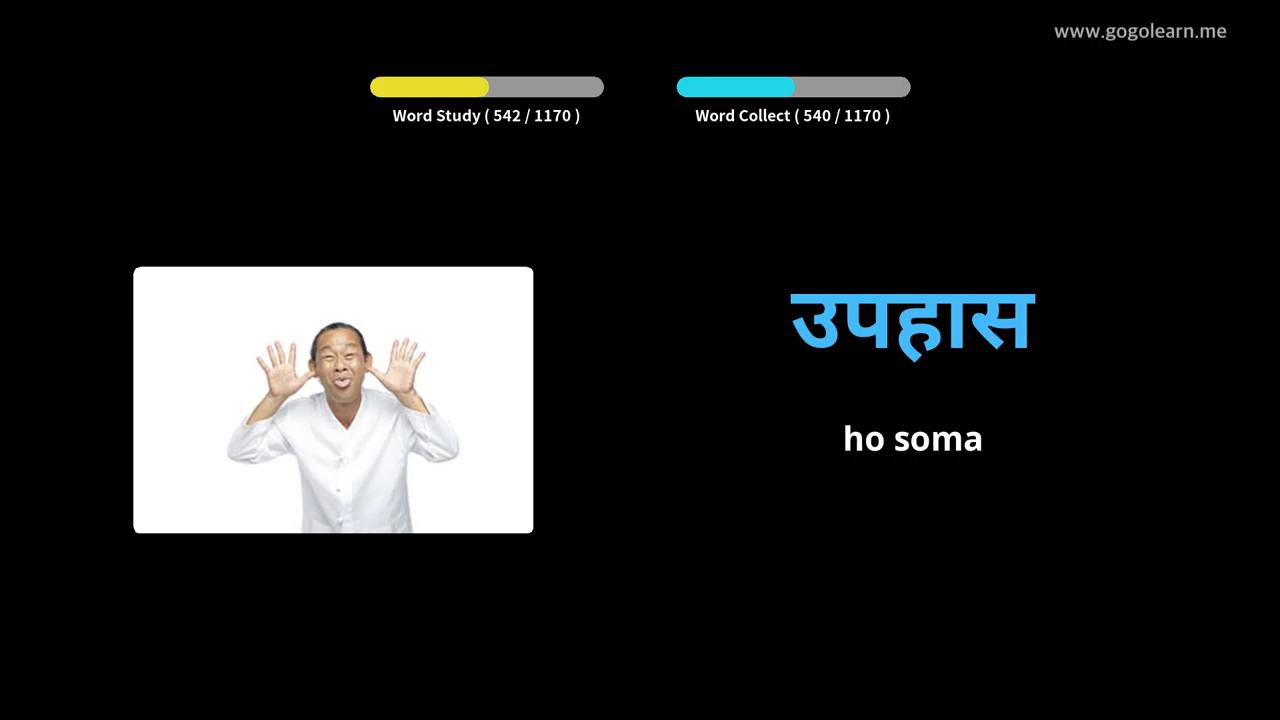 www.gogolearn.me
Word Study ( 542 / 1170 )
Word Collect ( 540 / 1170 )
उपहास
ho soma